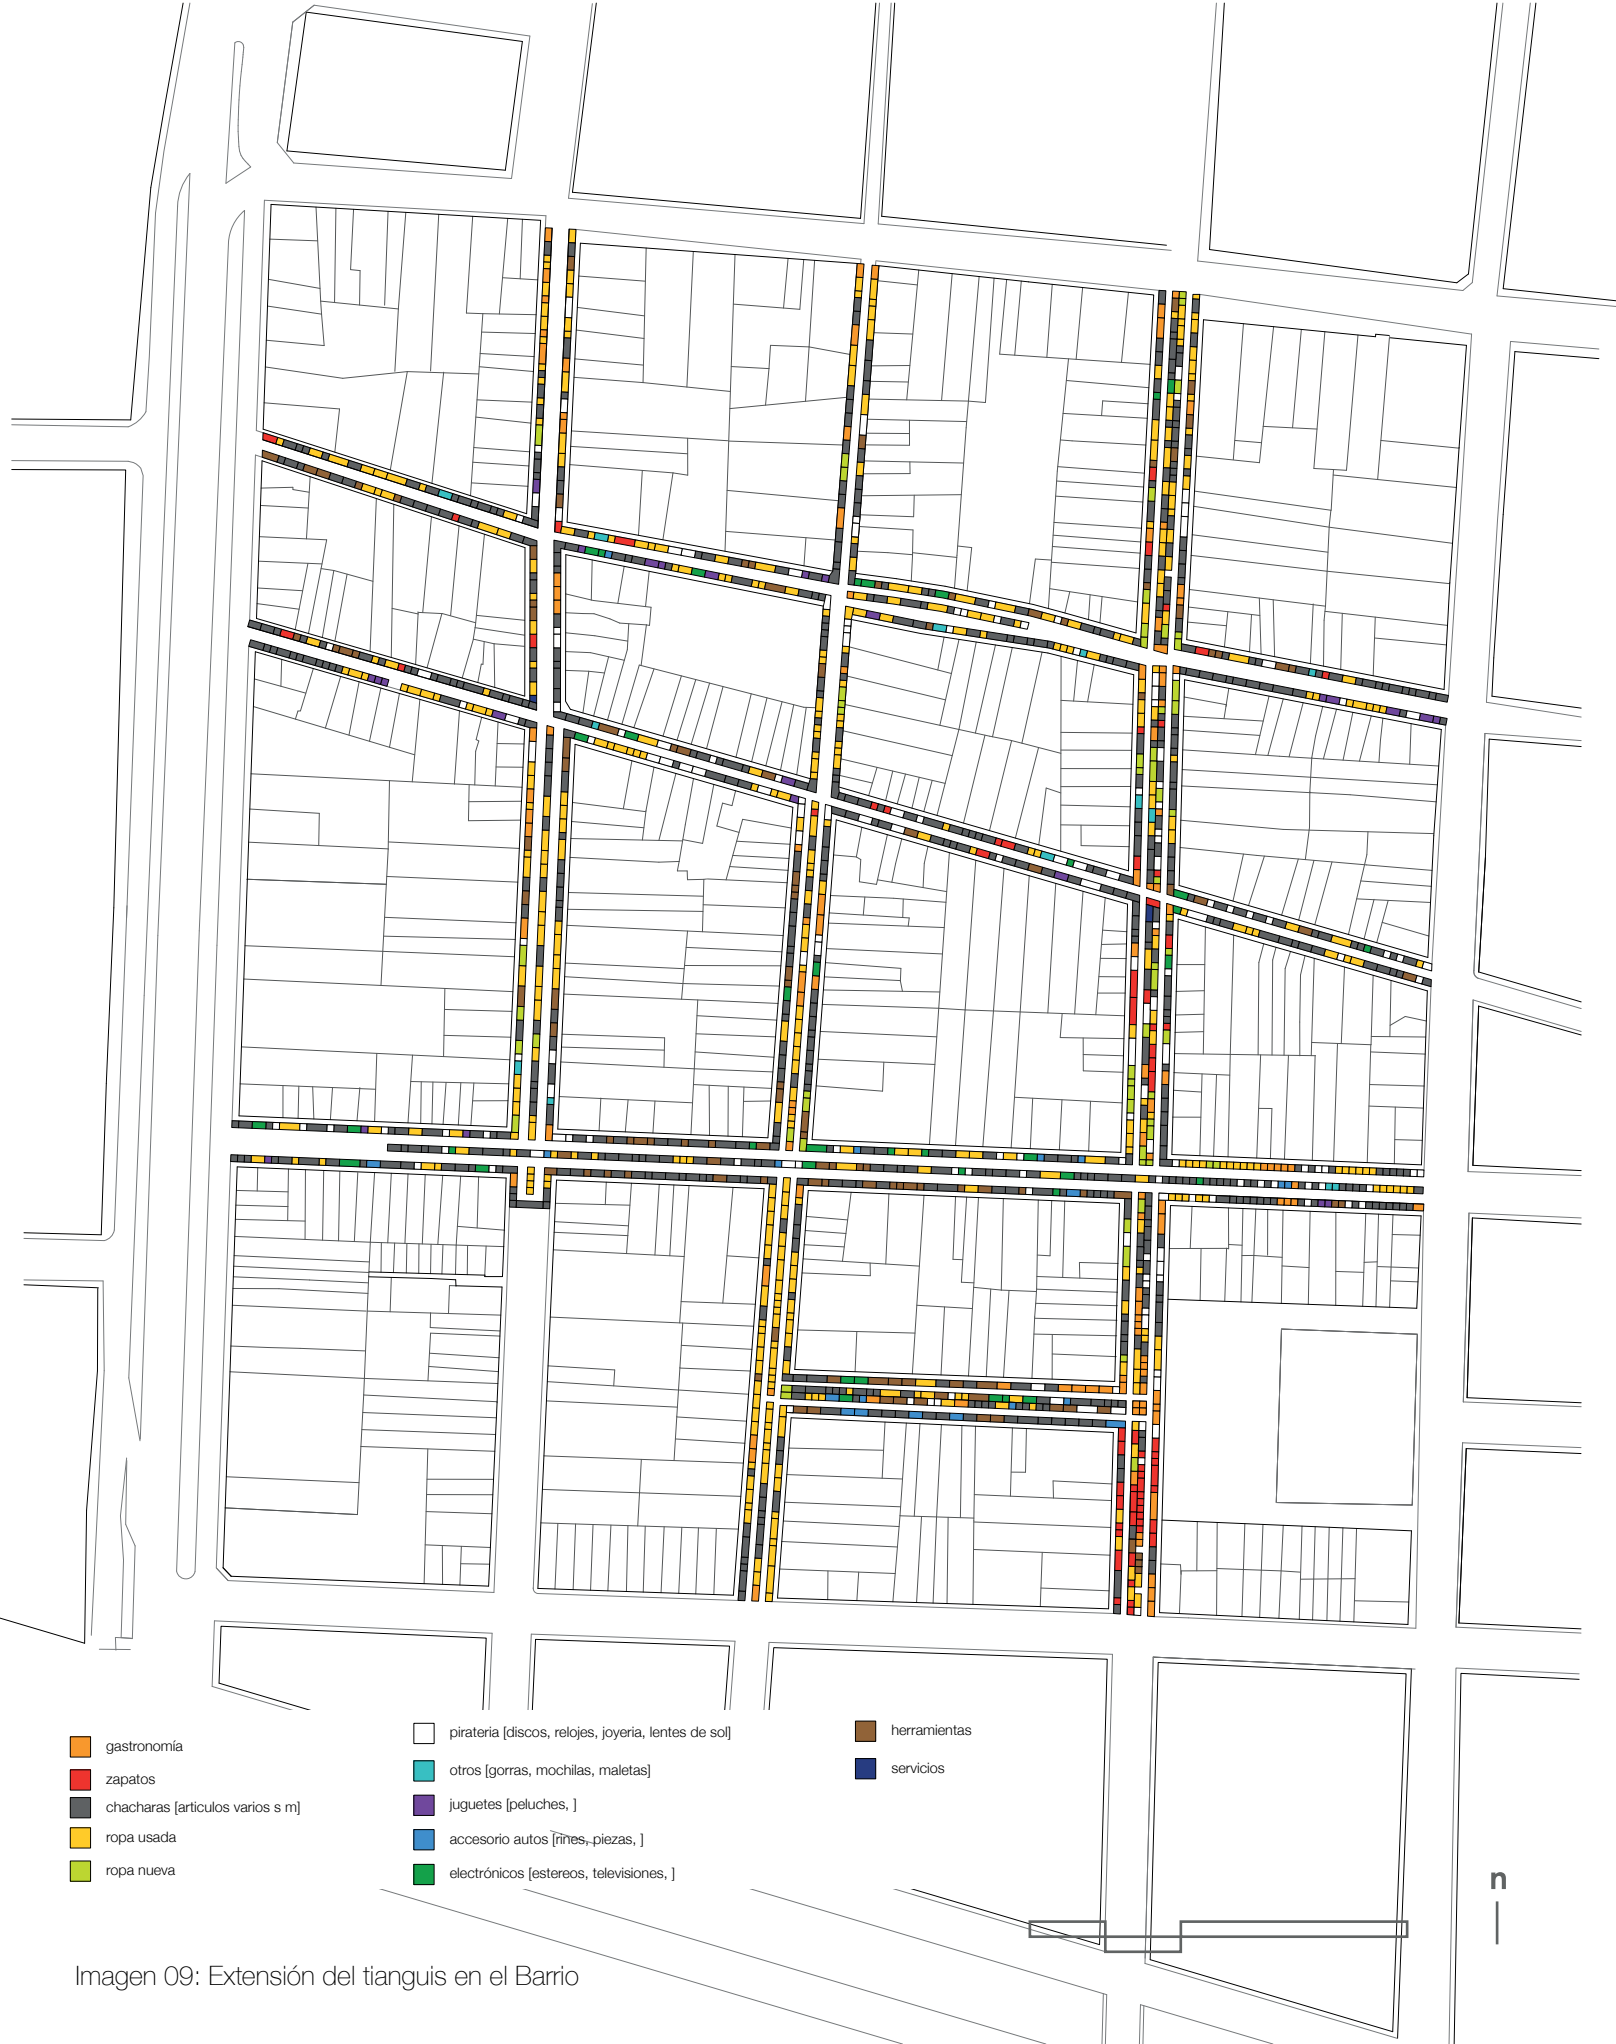 gastronomía
zapatos
chacharas [articulos varios s m]
ropa usada
ropa nueva
pirateria [discos, relojes, joyeria, lentes de sol]
otros [gorras, mochilas, maletas]
juguetes [peluches, ]
accesorio autos [rines, piezas, ]
electrónicos [estereos, televisiones, ]
herramientas
servicios
n
Imagen 09: Extensión del tianguis en el Barrio